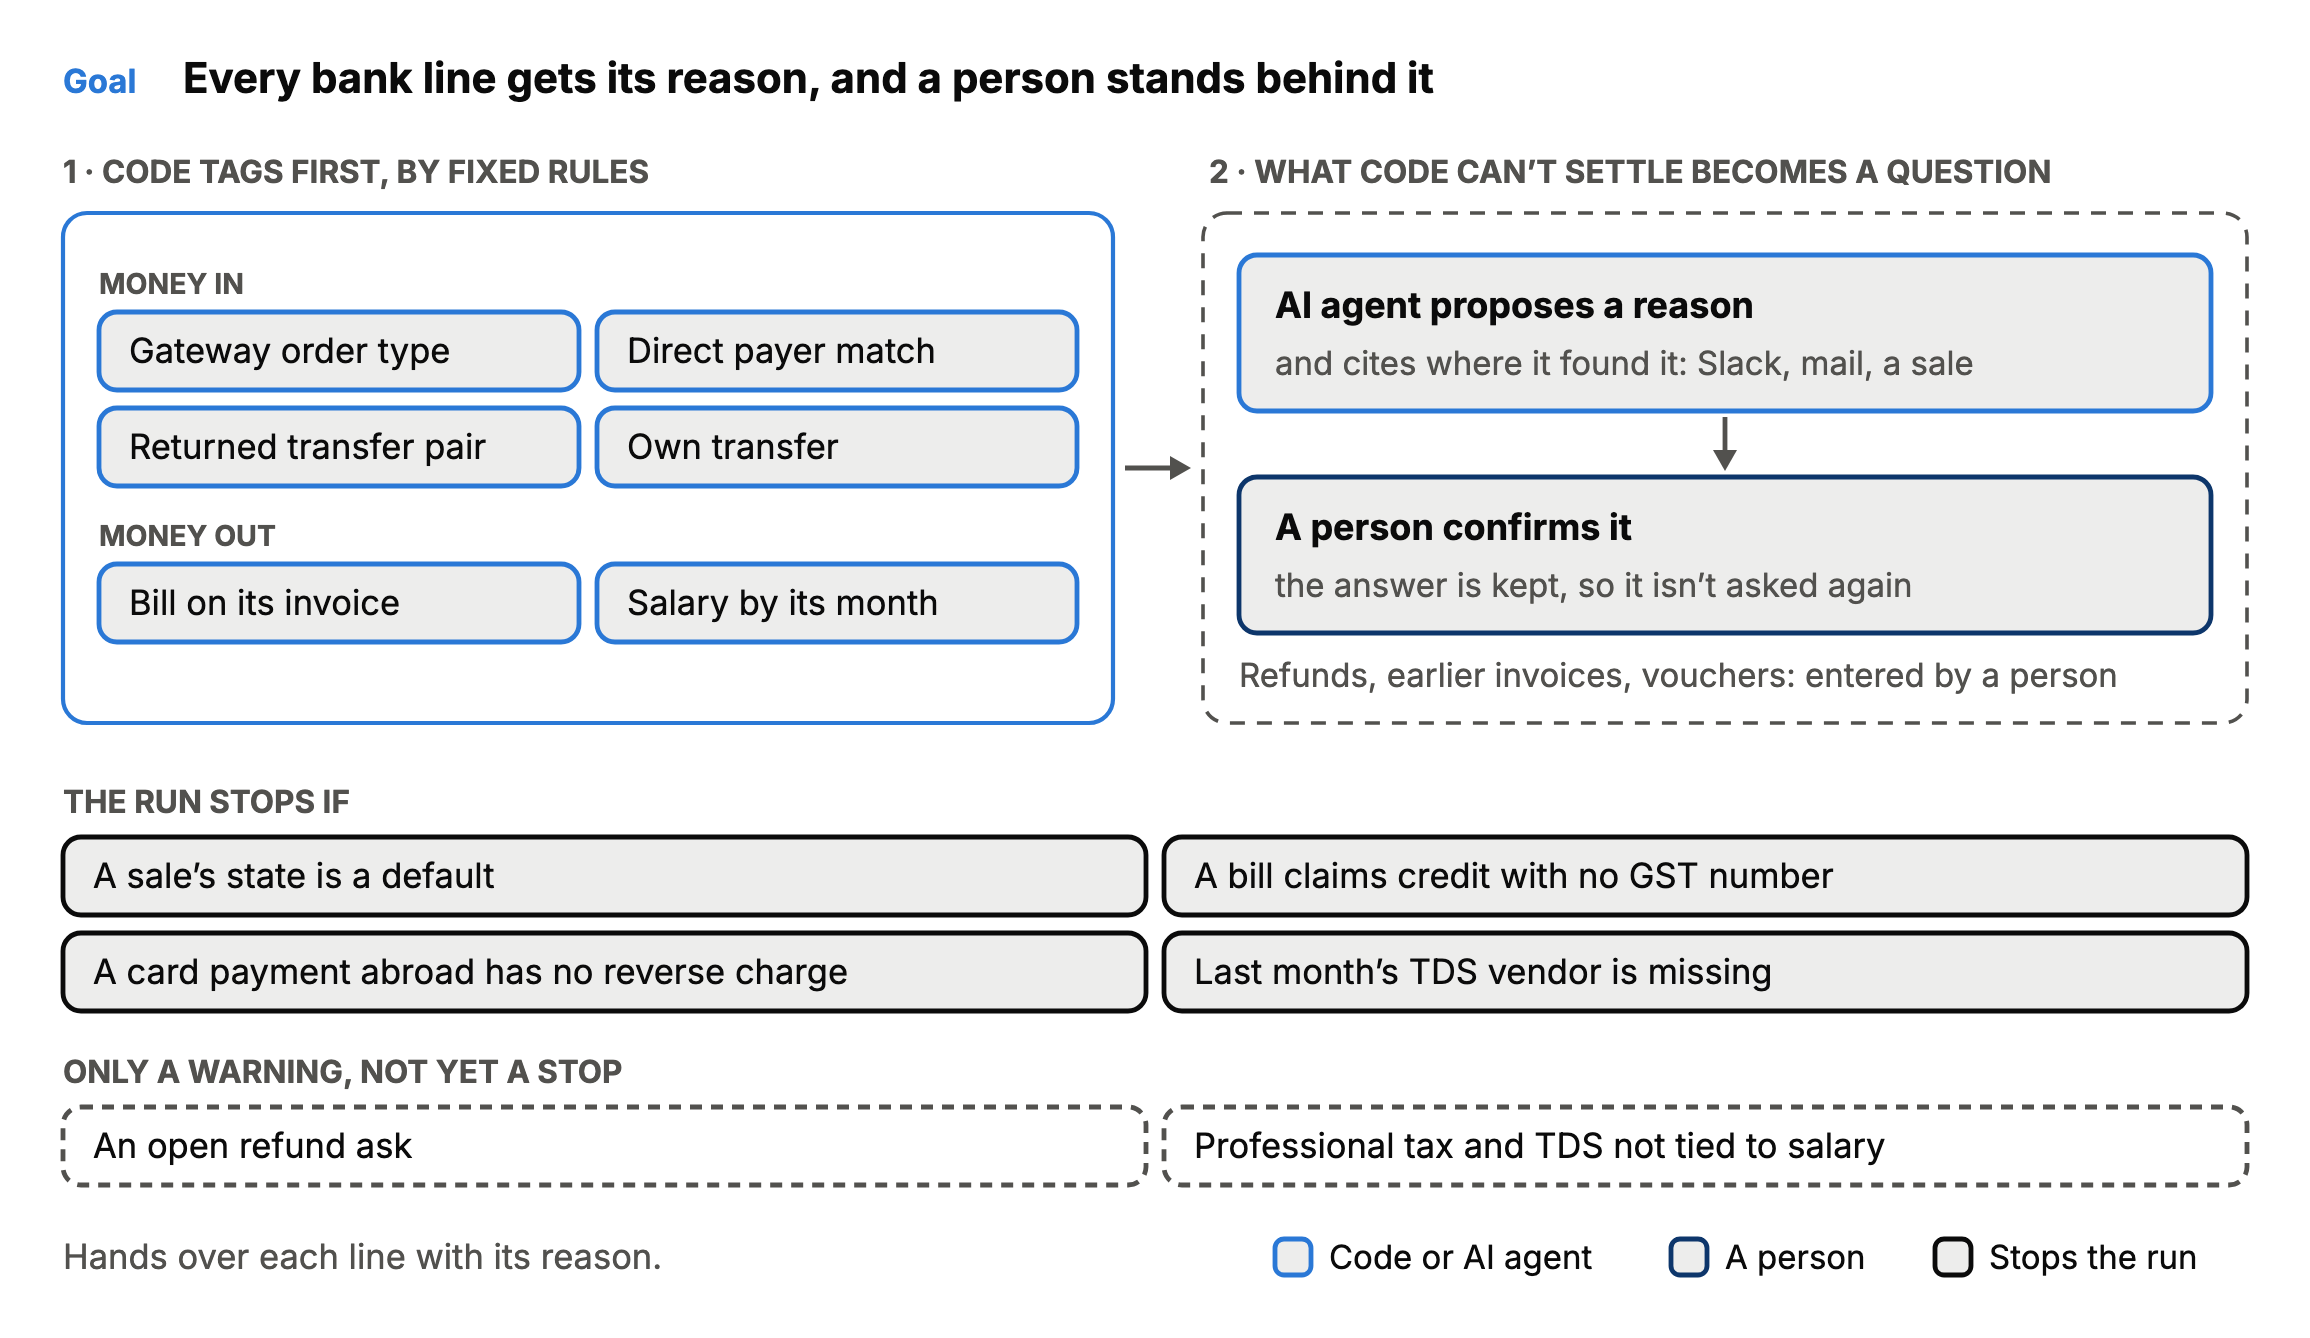 Goal Every bank line gets its reason, and a person stands behind it
1 · CODE TAGS FIRST, BY FIXED RULES
MONEY IN
Gateway order type
Direct payer match
Returned transfer pair
Own transfer
MONEY OUT
Bill on its invoice
Salary by its month
2 · WHAT CODE CAN’T SETTLE BECOMES A QUESTION
AI agent proposes a reason
and cites where it found it: Slack, mail, a sale
A person confirms it
the answer is kept, so it isn’t asked again
Refunds, earlier invoices, vouchers: entered by a person
THE RUN STOPS IF
A sale’s state is a default
A bill claims credit with no GST number
A card payment abroad has no reverse charge
Last month’s TDS vendor is missing
ONLY A WARNING, NOT YET A STOP
An open refund ask
Professional tax and TDS not tied to salary
Hands over each line with its reason.
Code or AI agent
A person
Stops the run